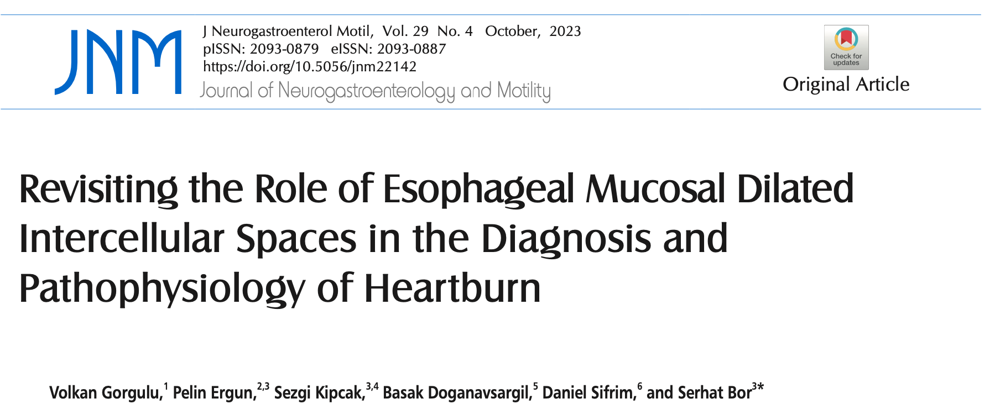 JNM
J Neurogastroenterol Motil, Vol. 29 No. 4 October, 2023
pISSN: 2093-0879 eISSN: 2093-0887
https://doi.org/10.5056/jnm22142
Journal of Neurogastroenterology and Motility
Check for
updates
Original Article
Revisiting the Role of Esophageal Mucosal Dilated
Intercellular Spaces in the Diagnosis and
Pathophysiology of Heartburn
Volkan Gorgulu,1 Pelin Ergun,2,3 Sezgi Kipcak,3,4 Basak Doganavsargil,5 Daniel Sifrim,6 and Serhat Bor3*